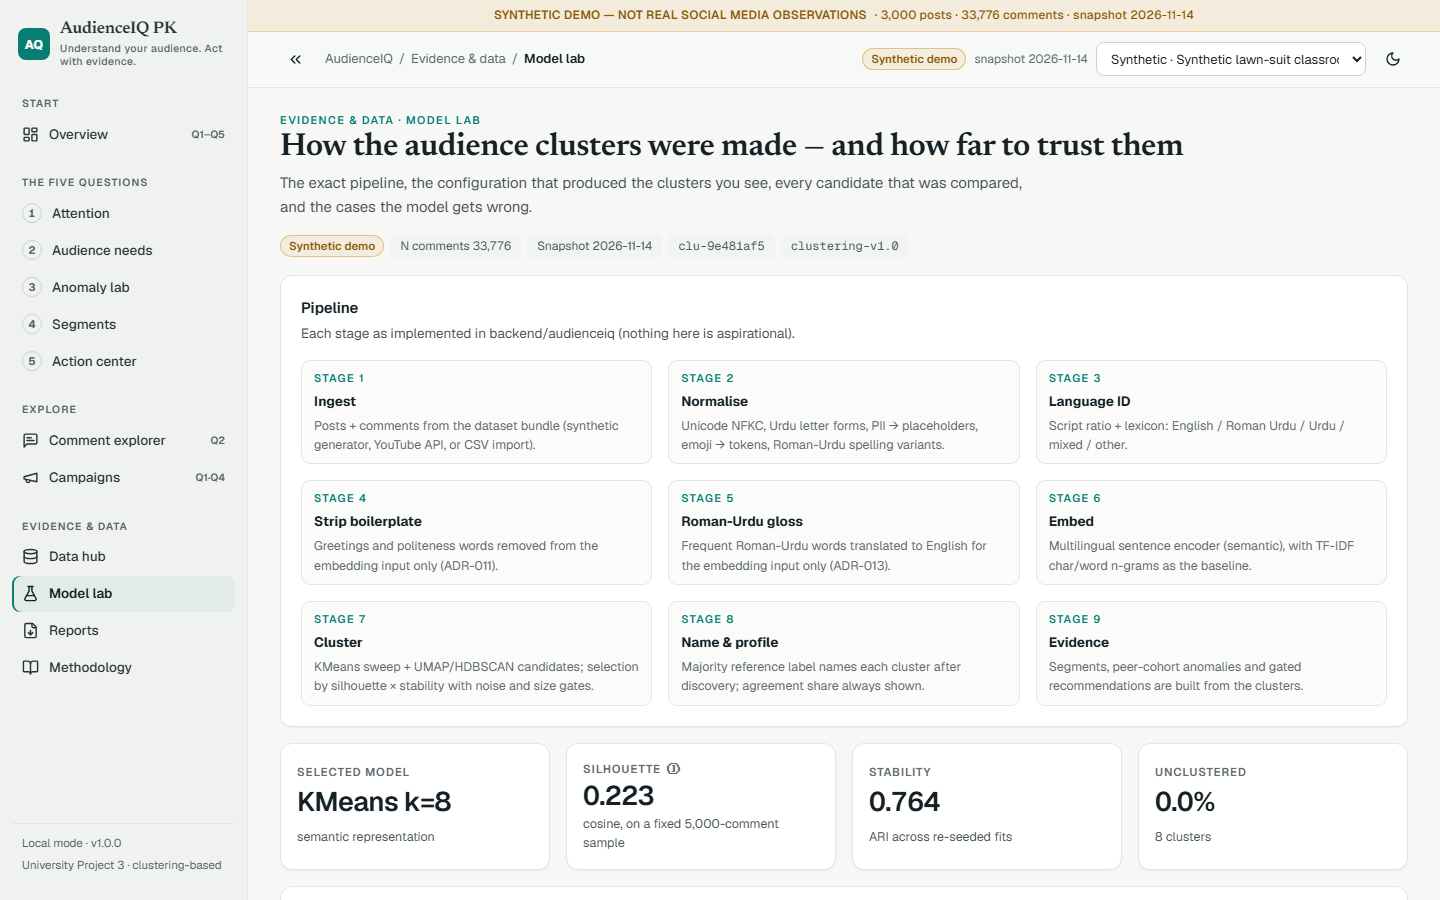 SYNTHETIC DEMO — NOT REAL SOCIAL MEDIA OBSERVATIONS · 3,000 posts · 33,776 comments · snapshot 2026-11-14
AQ
AudienceIQ PK
Understand your audience. Act
with evidence.
START
Overview Q1–Q5
THE FIVE QUESTIONS
1 Attention
2 Audience needs
3 Anomaly lab
4 Segments
5 Action center
EXPLORE
Comment explorer Q2
Campaigns Q1-Q4
EVIDENCE & DATA
Data hub
Model lab
Reports
Methodology
Local mode · v1.0.0
University Project 3 · clustering-based
AudienceIQ / Evidence & data / Model lab
Synthetic demo snapshot 2026-11-14 Synthetic · Synthetic lawn-suit classroo
EVIDENCE & DATA · MODEL LAB
How the audience clusters were made — and how far to trust them
The exact pipeline, the configuration that produced the clusters you see, every candidate that was compared,
and the cases the model gets wrong.
Synthetic demo N comments 33,776 Snapshot 2026-11-14 clu-9e481af5 clustering-v1.0
Pipeline
Each stage as implemented in backend/audienceiq (nothing here is aspirational).
STAGE 1
Ingest
Posts + comments from the dataset bundle (synthetic
generator, YouTube API, or CSV import).
STAGE 2
Normalise
Unicode NFKC, Urdu letter forms, PII → placeholders,
emoji → tokens, Roman-Urdu spelling variants.
STAGE 3
Language ID
Script ratio + lexicon: English / Roman Urdu / Urdu /
mixed / other.
STAGE 4
Strip boilerplate
Greetings and politeness words removed from the
embedding input only (ADR-011).
STAGE 5
Roman-Urdu gloss
Frequent Roman-Urdu words translated to English for
the embedding input only (ADR-013).
STAGE 6
Embed
Multilingual sentence encoder (semantic), with TF-IDF
char/word n-grams as the baseline.
STAGE 7
Cluster
KMeans sweep + UMAP/HDBSCAN candidates; selection
by silhouette × stability with noise and size gates.
STAGE 8
Name & profile
Majority reference label names each cluster after
discovery; agreement share always shown.
STAGE 9
Evidence
Segments, peer-cohort anomalies and gated
recommendations are built from the clusters.
SELECTED MODEL
KMeans k=8
semantic representation
SILHOUETTE
0.223
cosine, on a fixed 5,000-comment
sample
STABILITY
0.764
ARI across re-seeded fits
UNCLUSTERED
0.0%
8 clusters